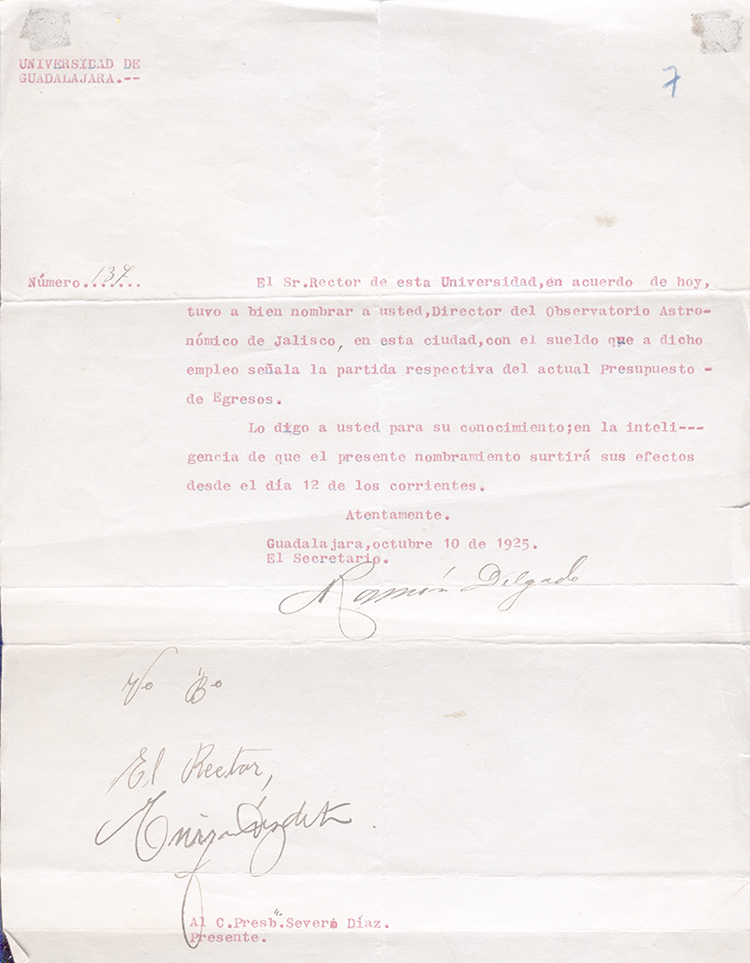 UNIVERSIDAD DE
GUADALAJARA.--
7
Número.134...
El Sr.Rector de esta Universidad,en acuerdo de hoy,
tuvo a bien nombrar a usted,Director del Observatorio Astro-
nómico de Jalisco, en esta ciudad,con el sueldo que a dicho
empleo señala la partida respectiva del actual Presupuesto -
de Egresos.
Lo digo a usted para su conocimiento;en la inteli---
gencia de que el presente nombramiento surtirá sus efectos
desde el día 12 de los corrientes.
Atentamente.
Guadalajara,octubre 10 de 1925.
El Secretario.
Ramón Delgado
Vo Bo
El Rector,
Al C.Presb.Severo Díaz.
Presente.